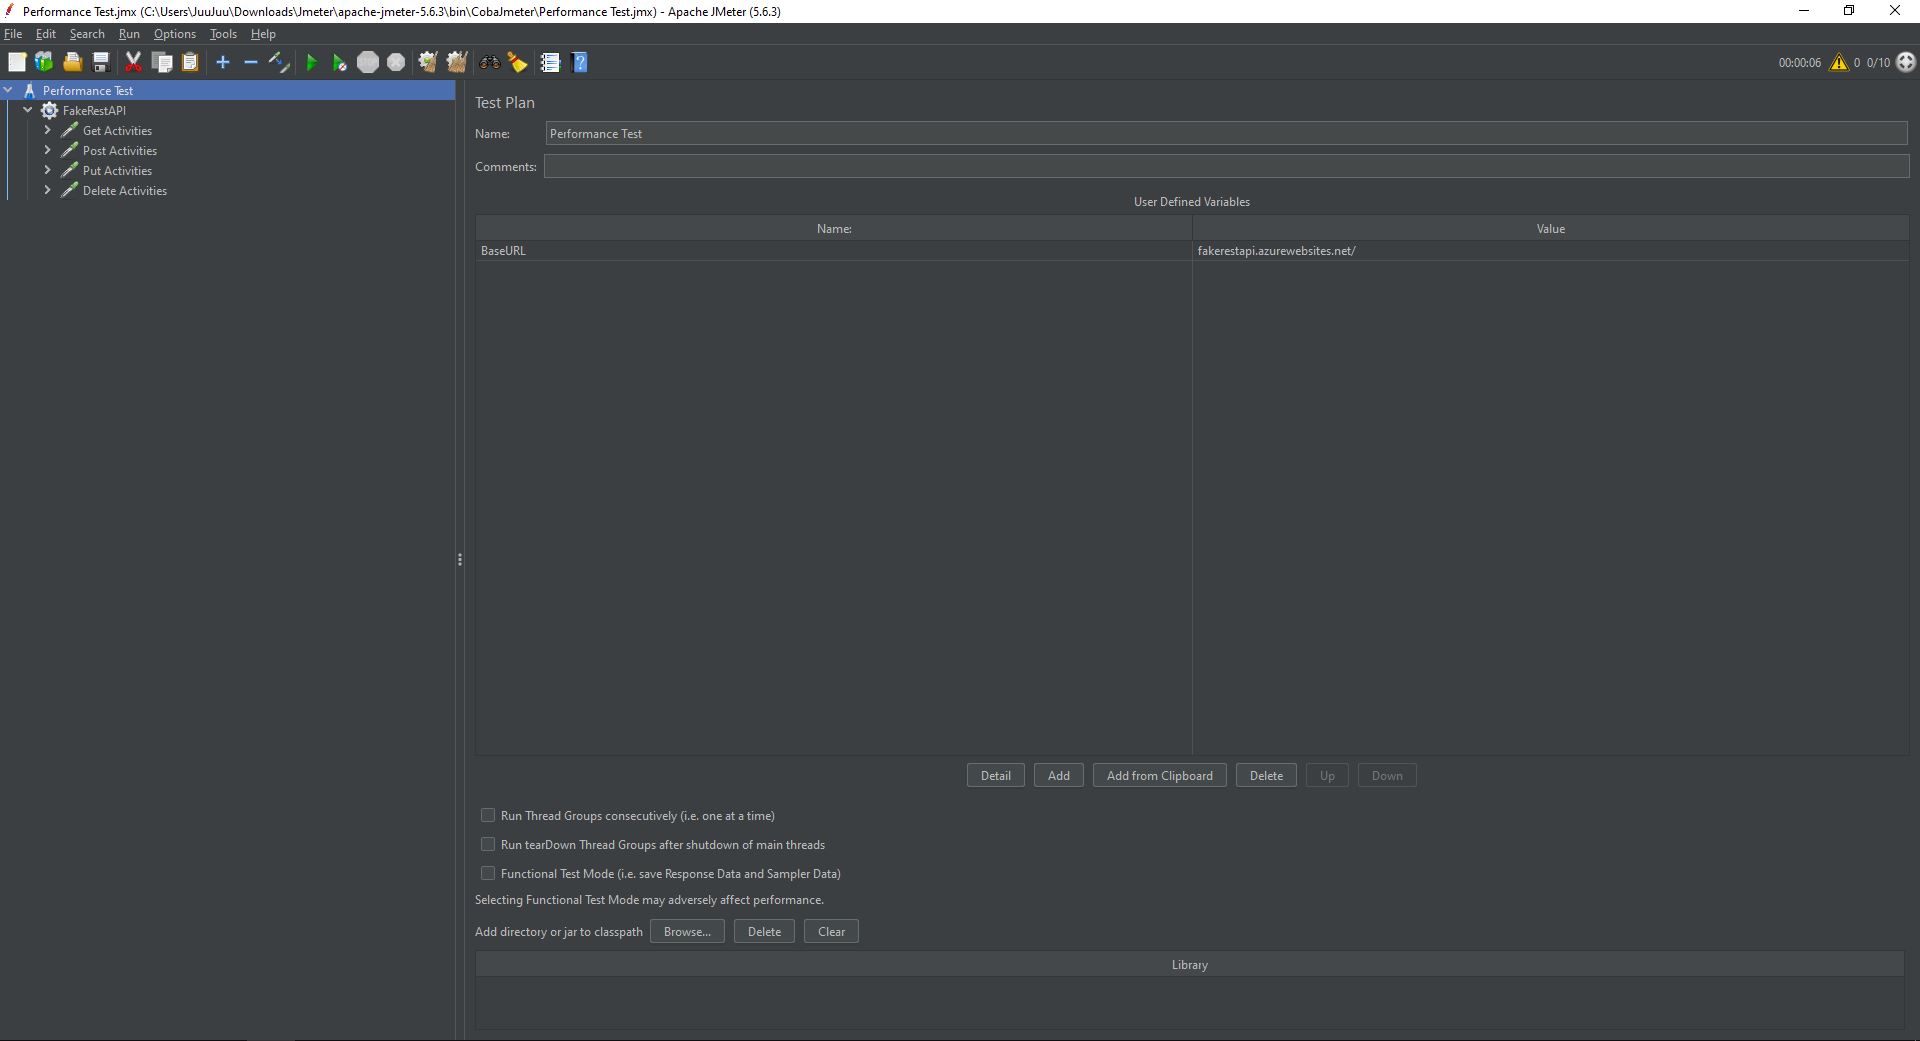 Performance Test.jmx (C:\Users\JuuJuu\Downloads\Jmeter\apache-jmeter-5.6.3\bin\CobaJmeter\Performance Test.jmx) - Apache JMeter (5.6.3)
File Edit Search Run Options Tools Help
00:00:06 0 0/10
Performance Test
FakeRestAPI
Get Activities
Post Activities
Put Activities
Delete Activities
Test Plan
Name: Performance Test
Comments:
User Defined Variables
Name: Value
BaseURL fakerestapi.azurewebsites.net/
Detail Add Add from Clipboard Delete Up Down
Run Thread Groups consecutively (i.e. one at a time)
Run tearDown Thread Groups after shutdown of main threads
Functional Test Mode (i.e. save Response Data and Sampler Data)
Selecting Functional Test Mode may adversely affect performance.
Add directory or jar to classpath Browse... Delete Clear
Library